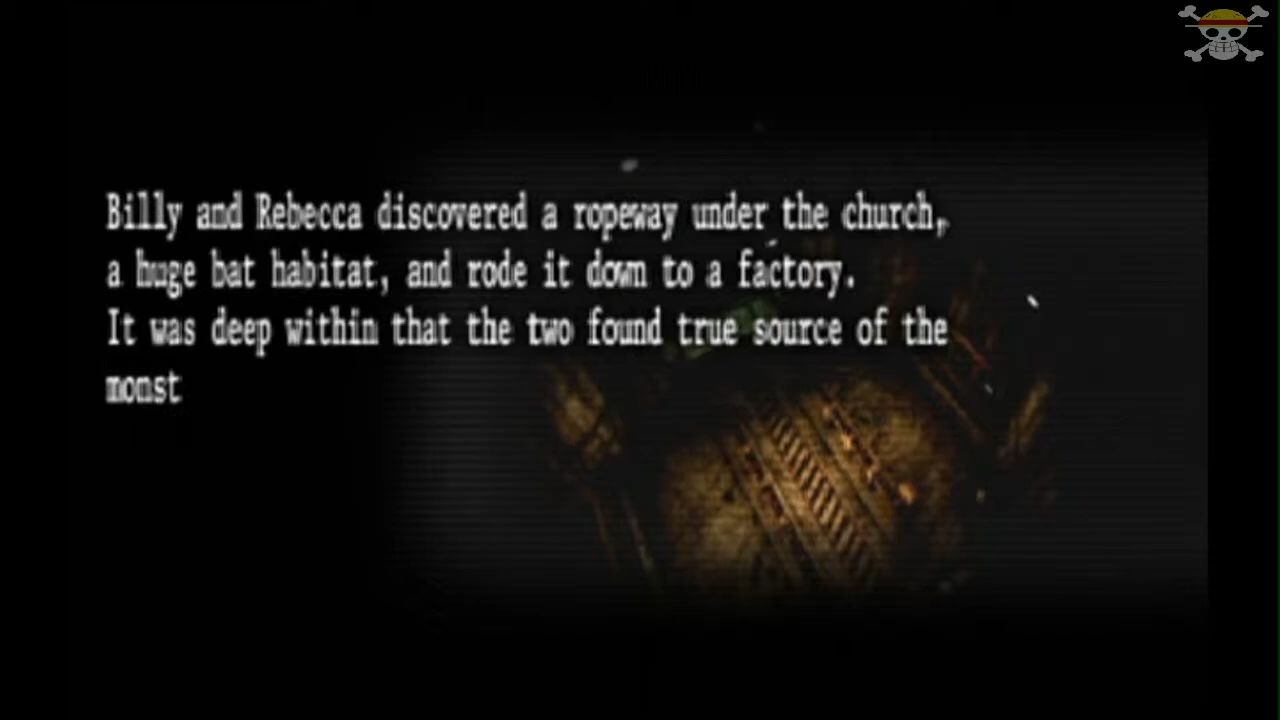 Billy and Rebecca discovered a ropeway under the church,
a huge bat habitat, and rode it down to a factory.
It was deep within that the two found true source of the
monst